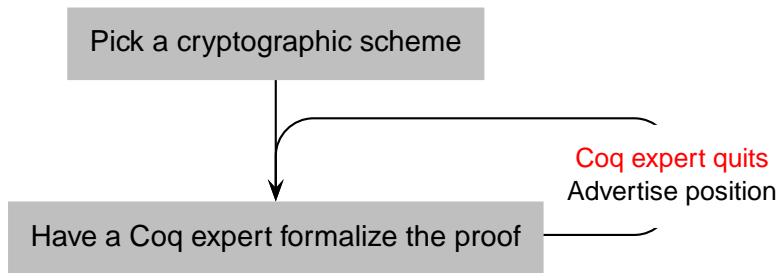 Pick a cryptographic scheme
Coq expert quits
Advertise position
Have a Coq expert formalize the proof